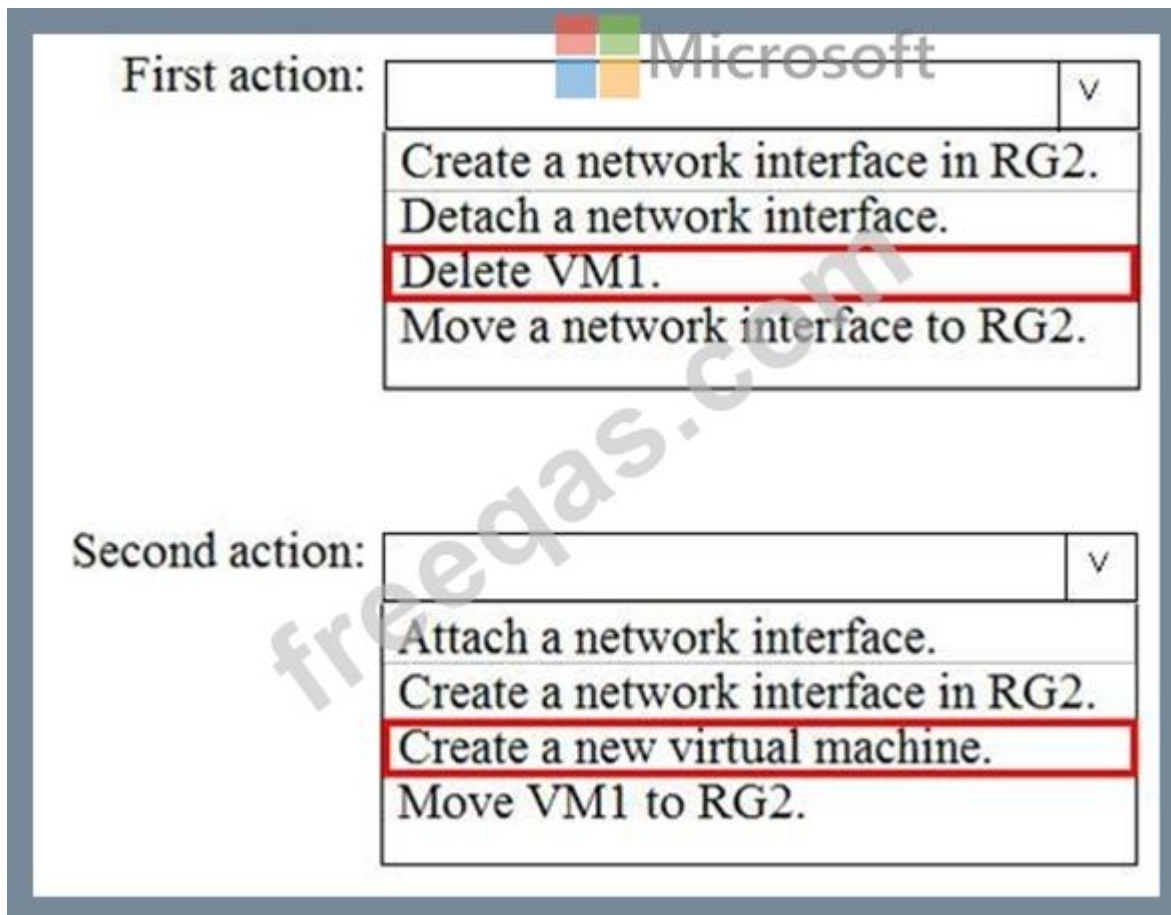 Microsoft
First action:
V
Create a network interface in RG2.
Detach a network interface.
Delete VM1.
Move a network interface to RG2.
freeqas.com
Second action:
V
Attach a network interface.
Create a network interface in RG2.
Create a new virtual machine.
Move VM1 to RG2.